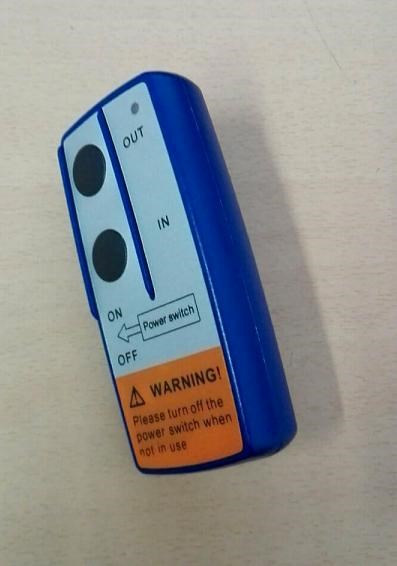 OUT
IN
ON
Power switch
OFF
WARNING!
Please turn off the
power switch when
not in use